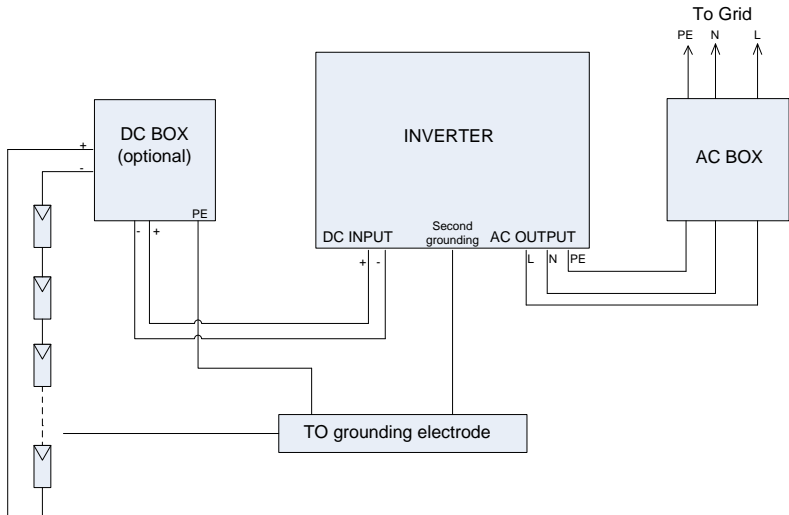 To Grid
PE N L
DC BOX
(optional)
+
-
PE
- +
INVERTER
Second
grounding
DC INPUT
AC OUTPUT
+ -
L N PE
AC BOX
TO grounding electrode